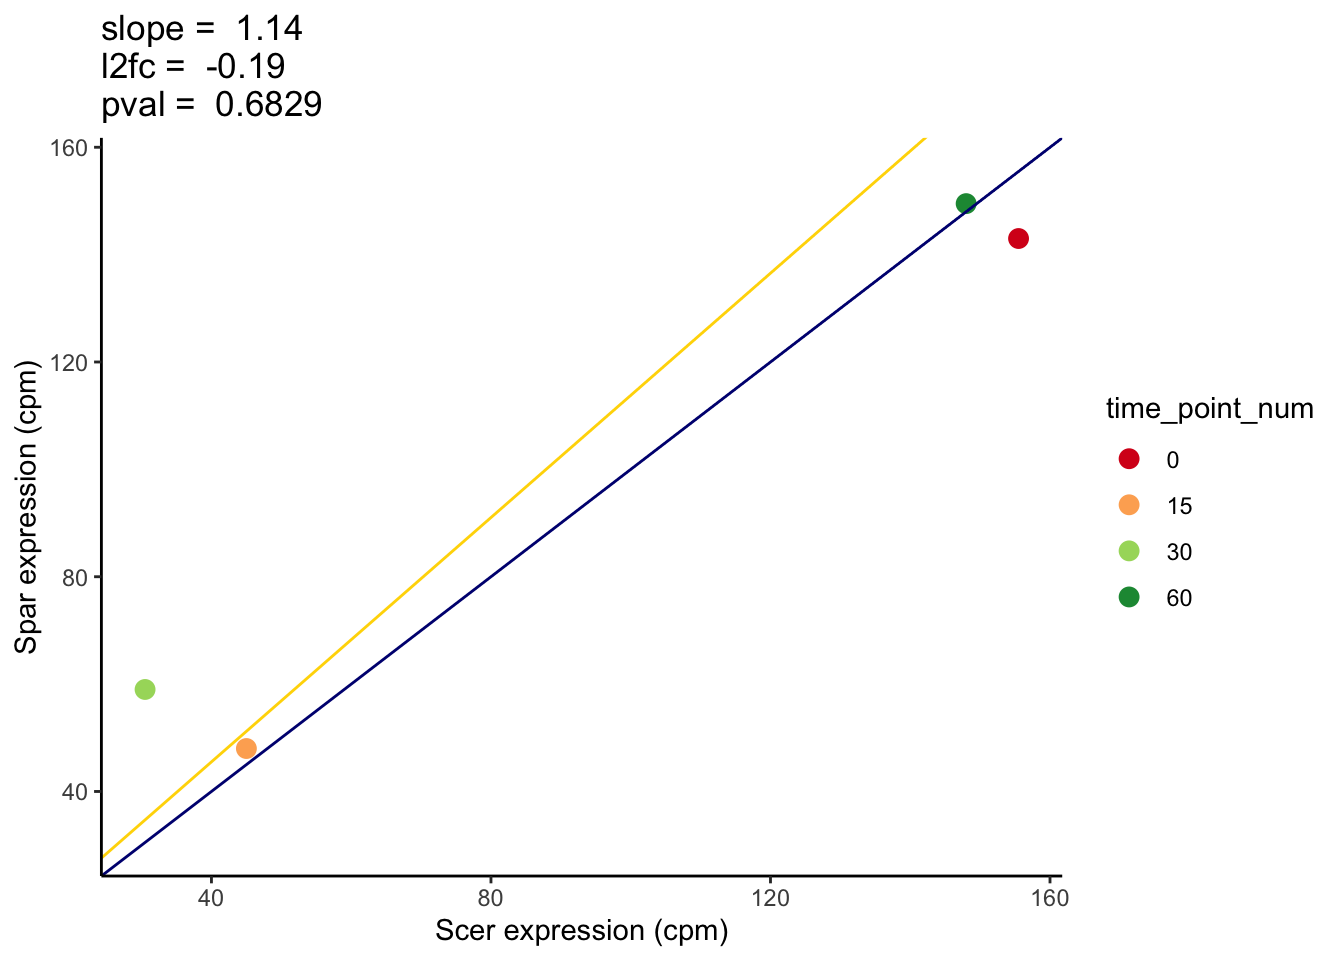 slope =  1.14
l2fc =  -0.19
pval =  0.6829
160
120
80
40
Spar expression (cpm)
40
80
120
160
Scer expression (cpm)
time_point_num
0
15
30
60